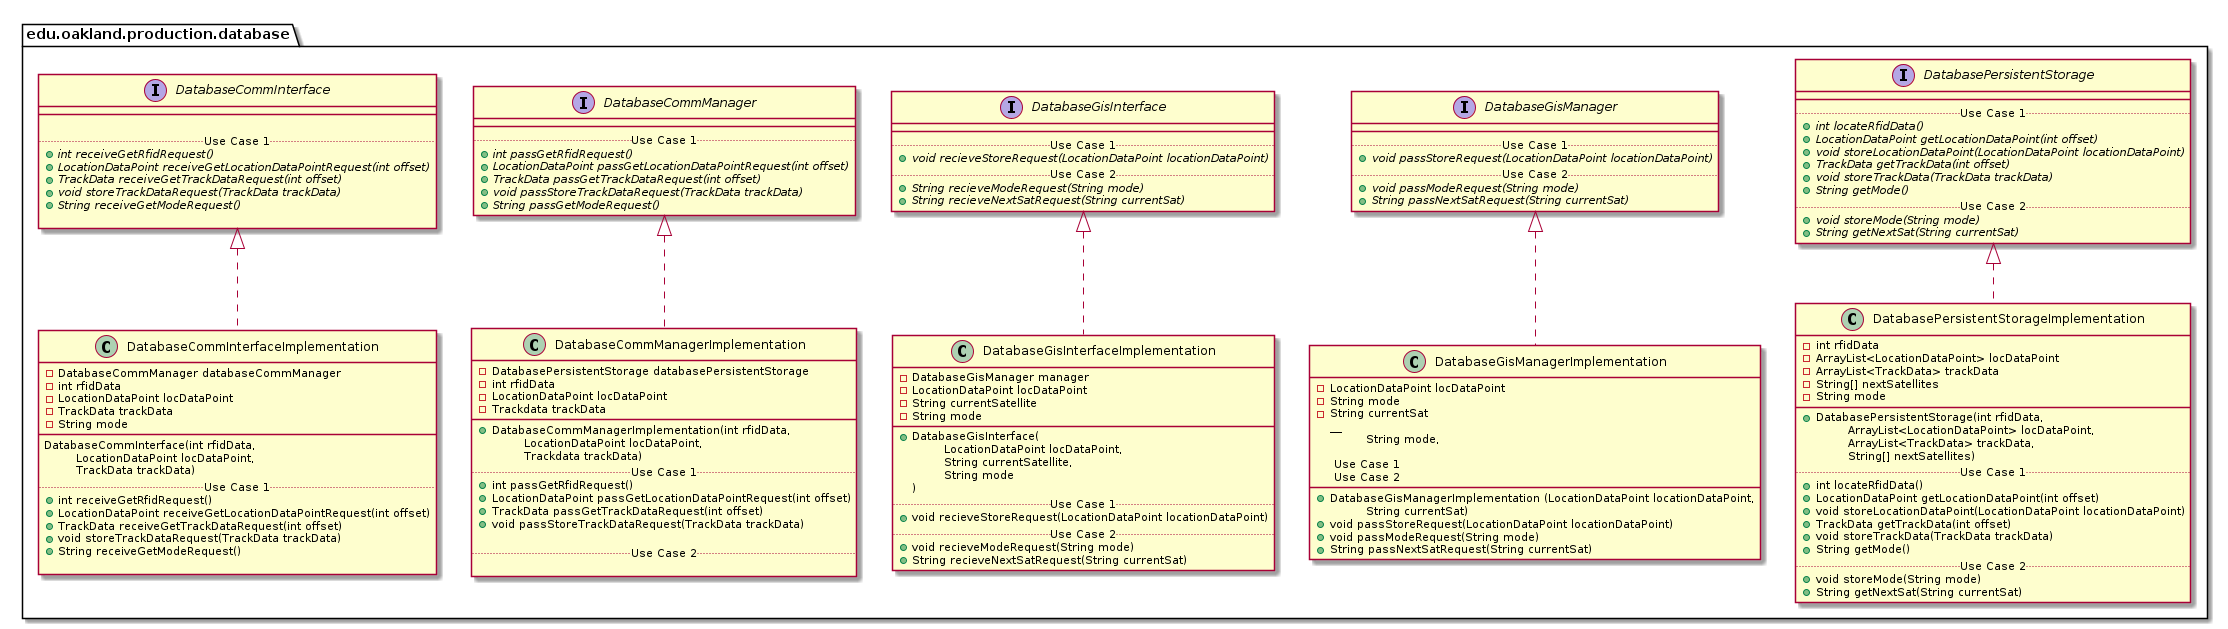 edu.oakland.production.database
I DatabaseCommInterface
Use Case 1
int receiveGetRfidRequest()
LocationDataPoint receiveGetLocationDataPointRequest(int offset)
TrackData receiveGetTrackDataRequest(int offset)
void storeTrackDataRequest(TrackData trackData)
String receiveGetModeRequest()
I DatabaseCommManager
Use Case 1
int passGetRfidRequest()
LocationDataPoint passGetLocationDataPointRequest(int offset)
TrackData passGetTrackDataRequest(int offset)
void passStoreTrackDataRequest(TrackData trackData)
String passGetModeRequest()
I DatabaseGisInterface
Use Case 1
void recieveStoreRequest(LocationDataPoint locationDataPoint)
Use Case 2
String recieveModeRequest(String mode)
String recieveNextSatRequest(String currentSat)
I DatabaseGisManager
Use Case 1
void passStoreRequest(LocationDataPoint locationDataPoint)
Use Case 2
void passModeRequest(String mode)
String passNextSatRequest(String currentSat)
I DatabasePersistentStorage
Use Case 1
int locateRfidData()
LocationDataPoint getLocationDataPoint(int offset)
void storeLocationDataPoint(LocationDataPoint locationDataPoint)
TrackData getTrackData(int offset)
void storeTrackData(TrackData trackData)
String getMode()
Use Case 2
void storeMode(String mode)
String getNextSat(String currentSat)
C DatabaseCommInterfaceImplementation
DatabaseCommManager databaseCommManager
int rfidData
LocationDataPoint locDataPoint
TrackData trackData
String mode
DatabaseCommInterface(int rfidData,
LocationDataPoint locDataPoint,
TrackData trackData)
Use Case 1
int receiveGetRfidRequest()
LocationDataPoint receiveGetLocationDataPointRequest(int offset)
TrackData receiveGetTrackDataRequest(int offset)
void storeTrackDataRequest(TrackData trackData)
String receiveGetModeRequest()
C DatabaseCommManagerImplementation
DatabasePersistentStorage databasePersistentStorage
int rfidData
LocationDataPoint locDataPoint
Trackdata trackData
DatabaseCommManagerImplementation(int rfidData,
LocationDataPoint locDataPoint,
Trackdata trackData)
Use Case 1
int passGetRfidRequest()
LocationDataPoint passGetLocationDataPointRequest(int offset)
TrackData passGetTrackDataRequest(int offset)
void passStoreTrackDataRequest(TrackData trackData)
Use Case 2
C DatabaseGisInterfaceImplementation
DatabaseGisManager manager
LocationDataPoint locDataPoint
String currentSatellite
String mode
DatabaseGisInterface(
LocationDataPoint locDataPoint,
String currentSatellite,
String mode
)
Use Case 1
void recieveStoreRequest(LocationDataPoint locationDataPoint)
Use Case 2
void recieveModeRequest(String mode)
String recieveNextSatRequest(String currentSat)
C DatabaseGisManagerImplementation
LocationDataPoint locDataPoint
String mode
String currentSat
__
String mode,
Use Case 1
Use Case 2
DatabaseGisManagerImplementation (LocationDataPoint locationDataPoint,
String currentSat)
void passStoreRequest(LocationDataPoint locationDataPoint)
void passModeRequest(String mode)
String passNextSatRequest(String currentSat)
C DatabasePersistentStorageImplementation
int rfidData
ArrayList<LocationDataPoint> locDataPoint
ArrayList<TrackData> trackData
String[] nextSatellites
String mode
DatabasePersistentStorage(int rfidData,
ArrayList<LocationDataPoint> locDataPoint,
ArrayList<TrackData> trackData,
String[] nextSatellites)
Use Case 1
int locateRfidData()
LocationDataPoint getLocationDataPoint(int offset)
void storeLocationDataPoint(LocationDataPoint locationDataPoint)
TrackData getTrackData(int offset)
void storeTrackData(TrackData trackData)
String getMode()
Use Case 2
void storeMode(String mode)
String getNextSat(String currentSat)